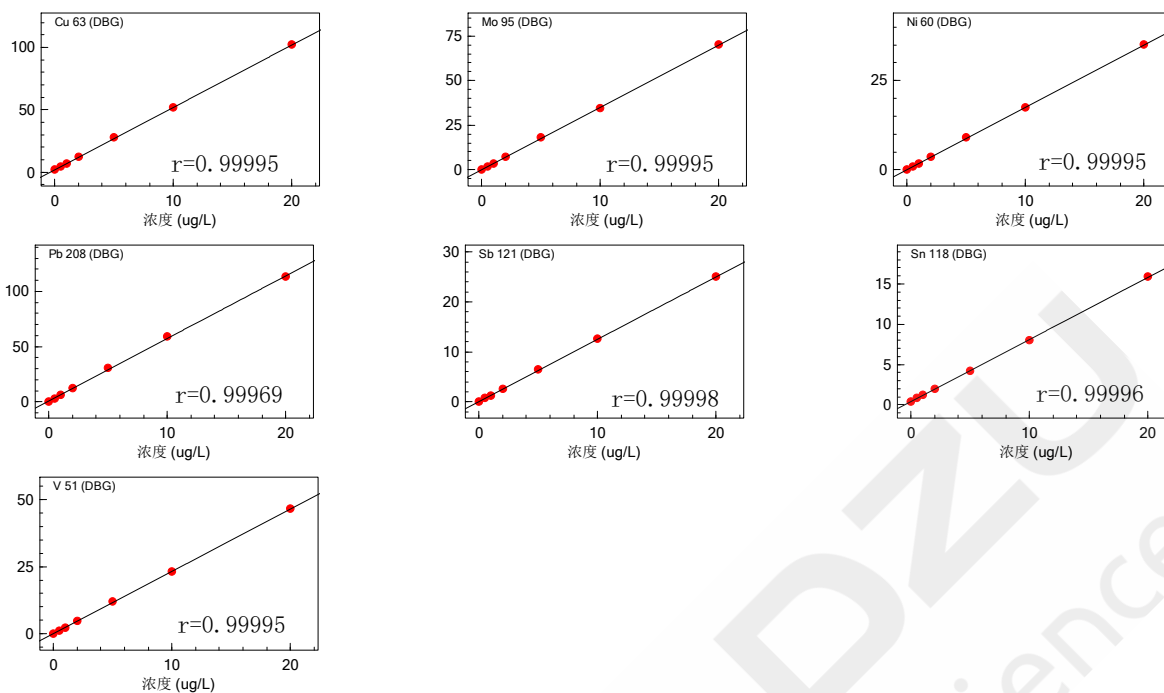 Cu 63 (DBG)
100
50
0
r=0.99995
0 10 20
浓度 (ug/L)
Mo 95 (DBG)
75
50
25
0
r=0.99995
0 10 20
浓度 (ug/L)
Ni 60 (DBG)
25
0
r=0.99995
0 10 20
浓度 (ug/L)
Pb 208 (DBG)
100
50
0
r=0.99969
0 10 20
浓度 (ug/L)
Sb 121 (DBG)
30
20
10
0
r=0.99998
0 10 20
浓度 (ug/L)
Sn 118 (DBG)
15
10
5
0
r=0.99996
0 10 20
浓度 (ug/L)
V 51 (DBG)
50
25
0
r=0.99995
0 10 20
浓度 (ug/L)
DZU